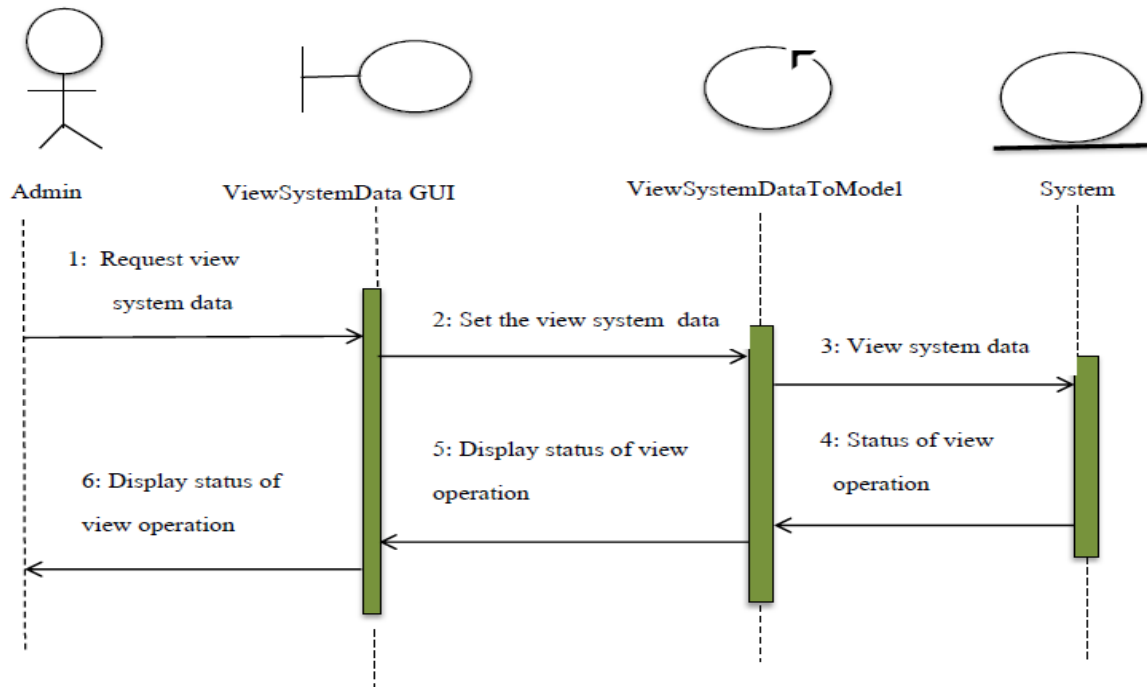 Admin
ViewSystemData GUI
ViewSystemDataToModel
System
1:  Request view
system data
2: Set the view system  data
3: View system data
4: Status of view
operation
5: Display status of view
operation
6: Display status of
view operation